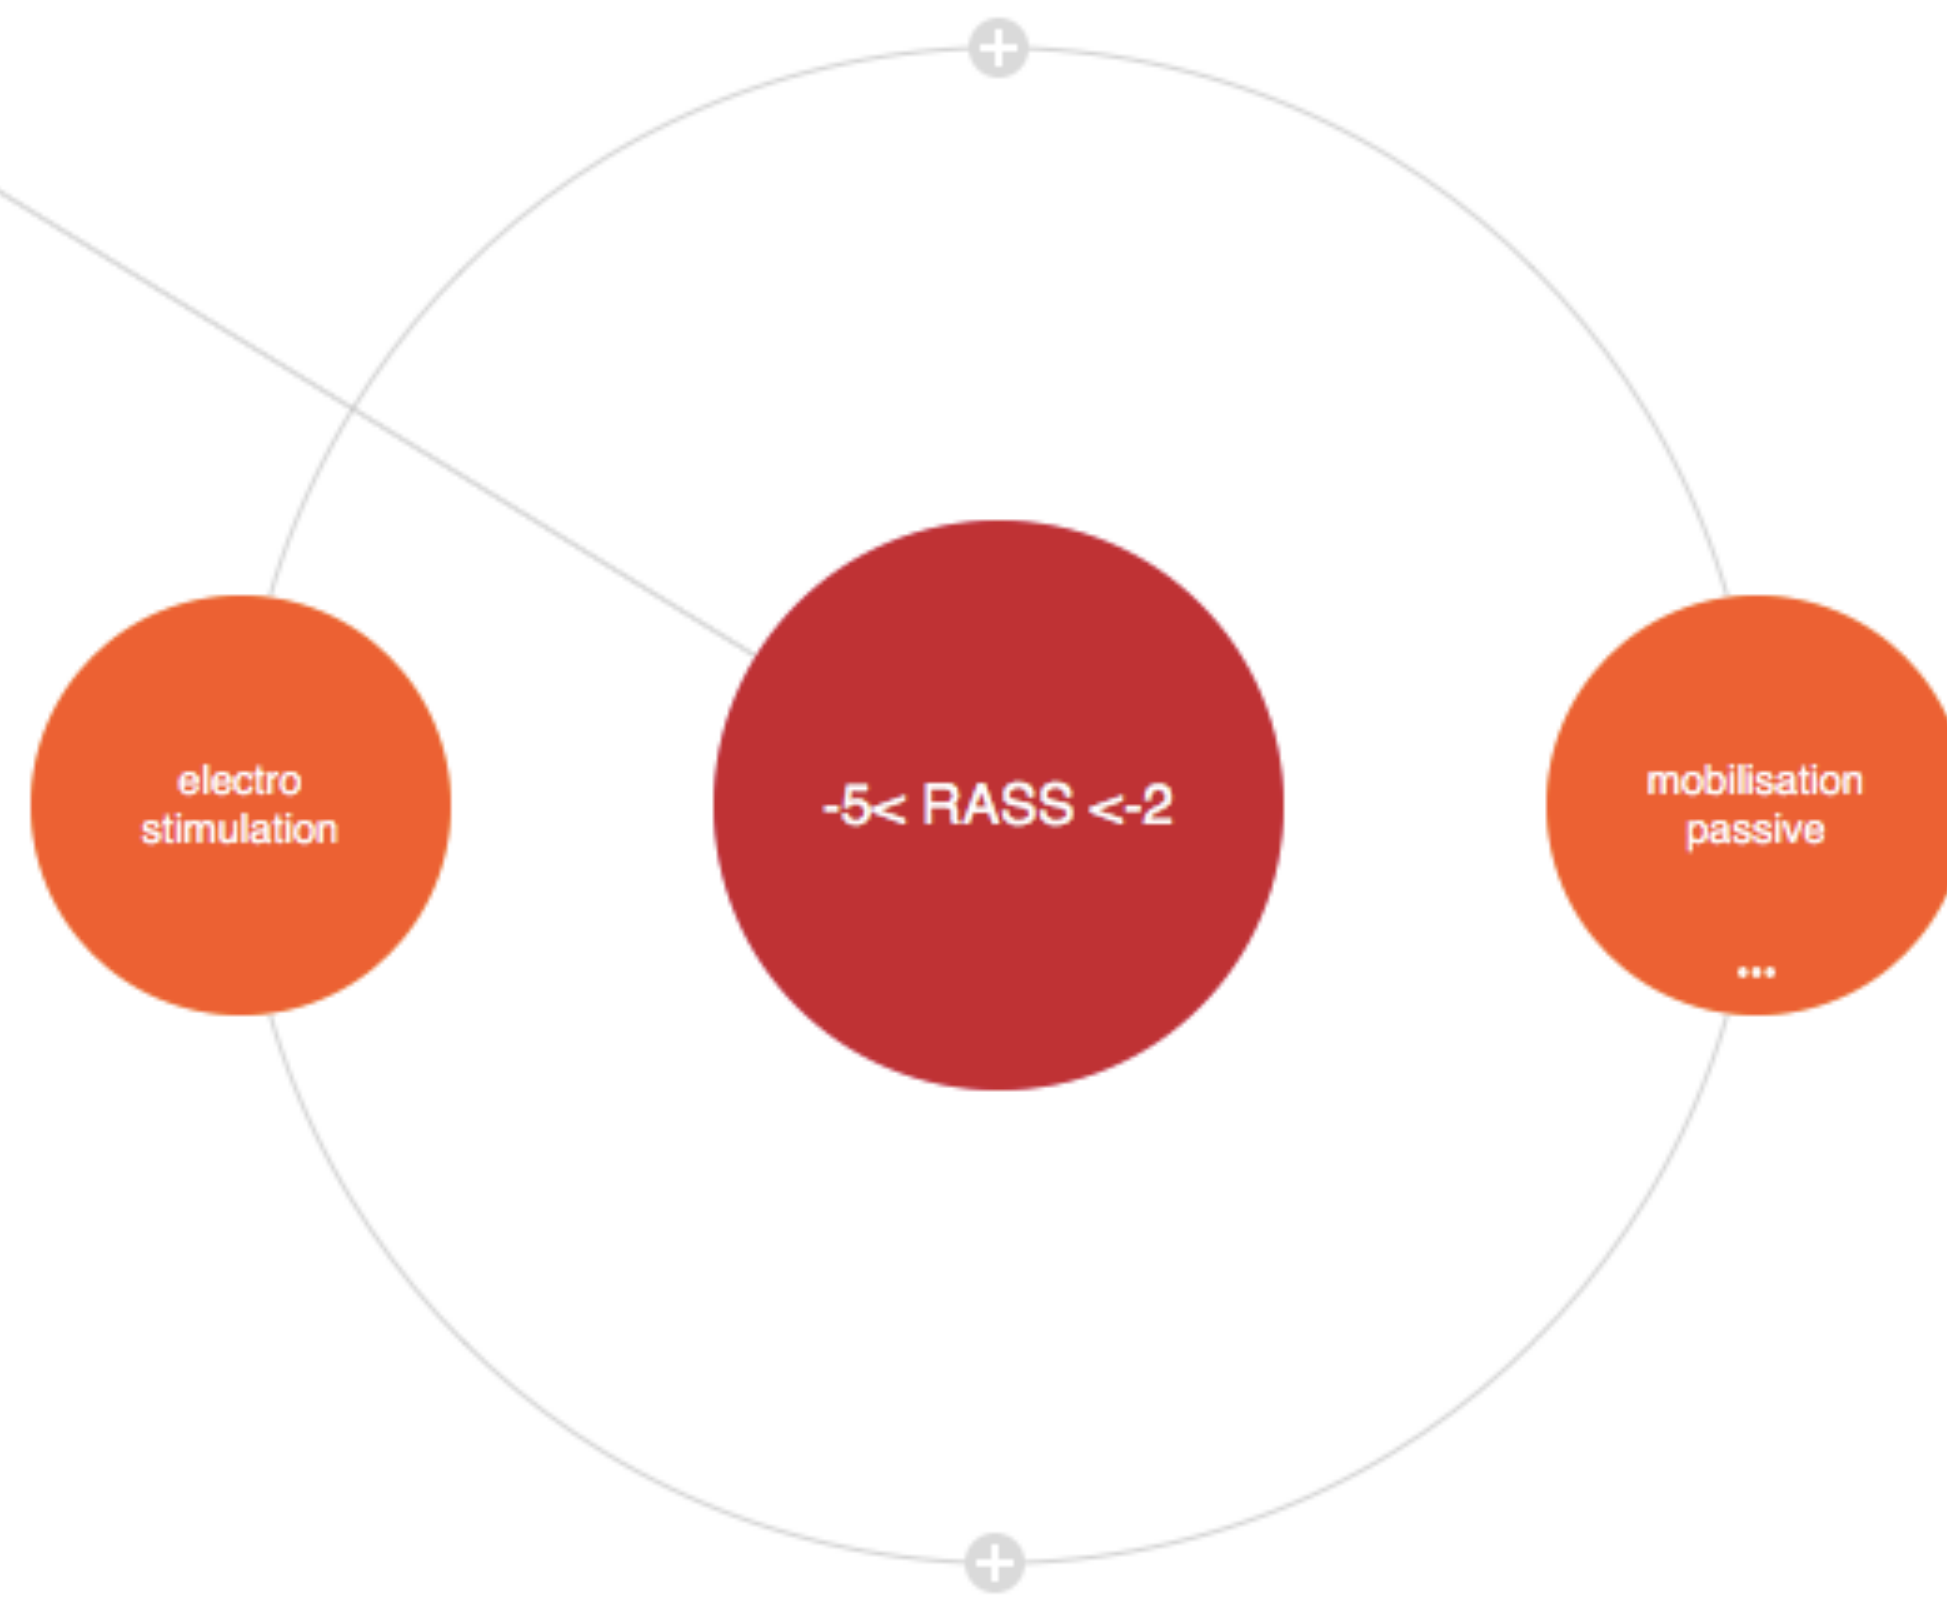 electro
stimulation
-5< RASS <-2
mobilisation
passive
...